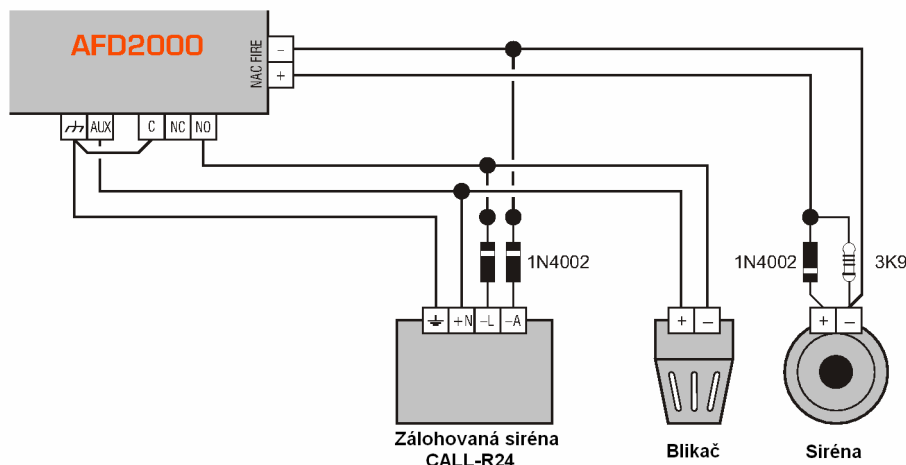 AFD2000
NAC FIRE
-
+
AUX
C
NC
NO
1N4002
1N4002
3K9
+N
-L
-A
+
-
+
-
Zálohovaná siréna
CALL-R24
Blikač
Siréna